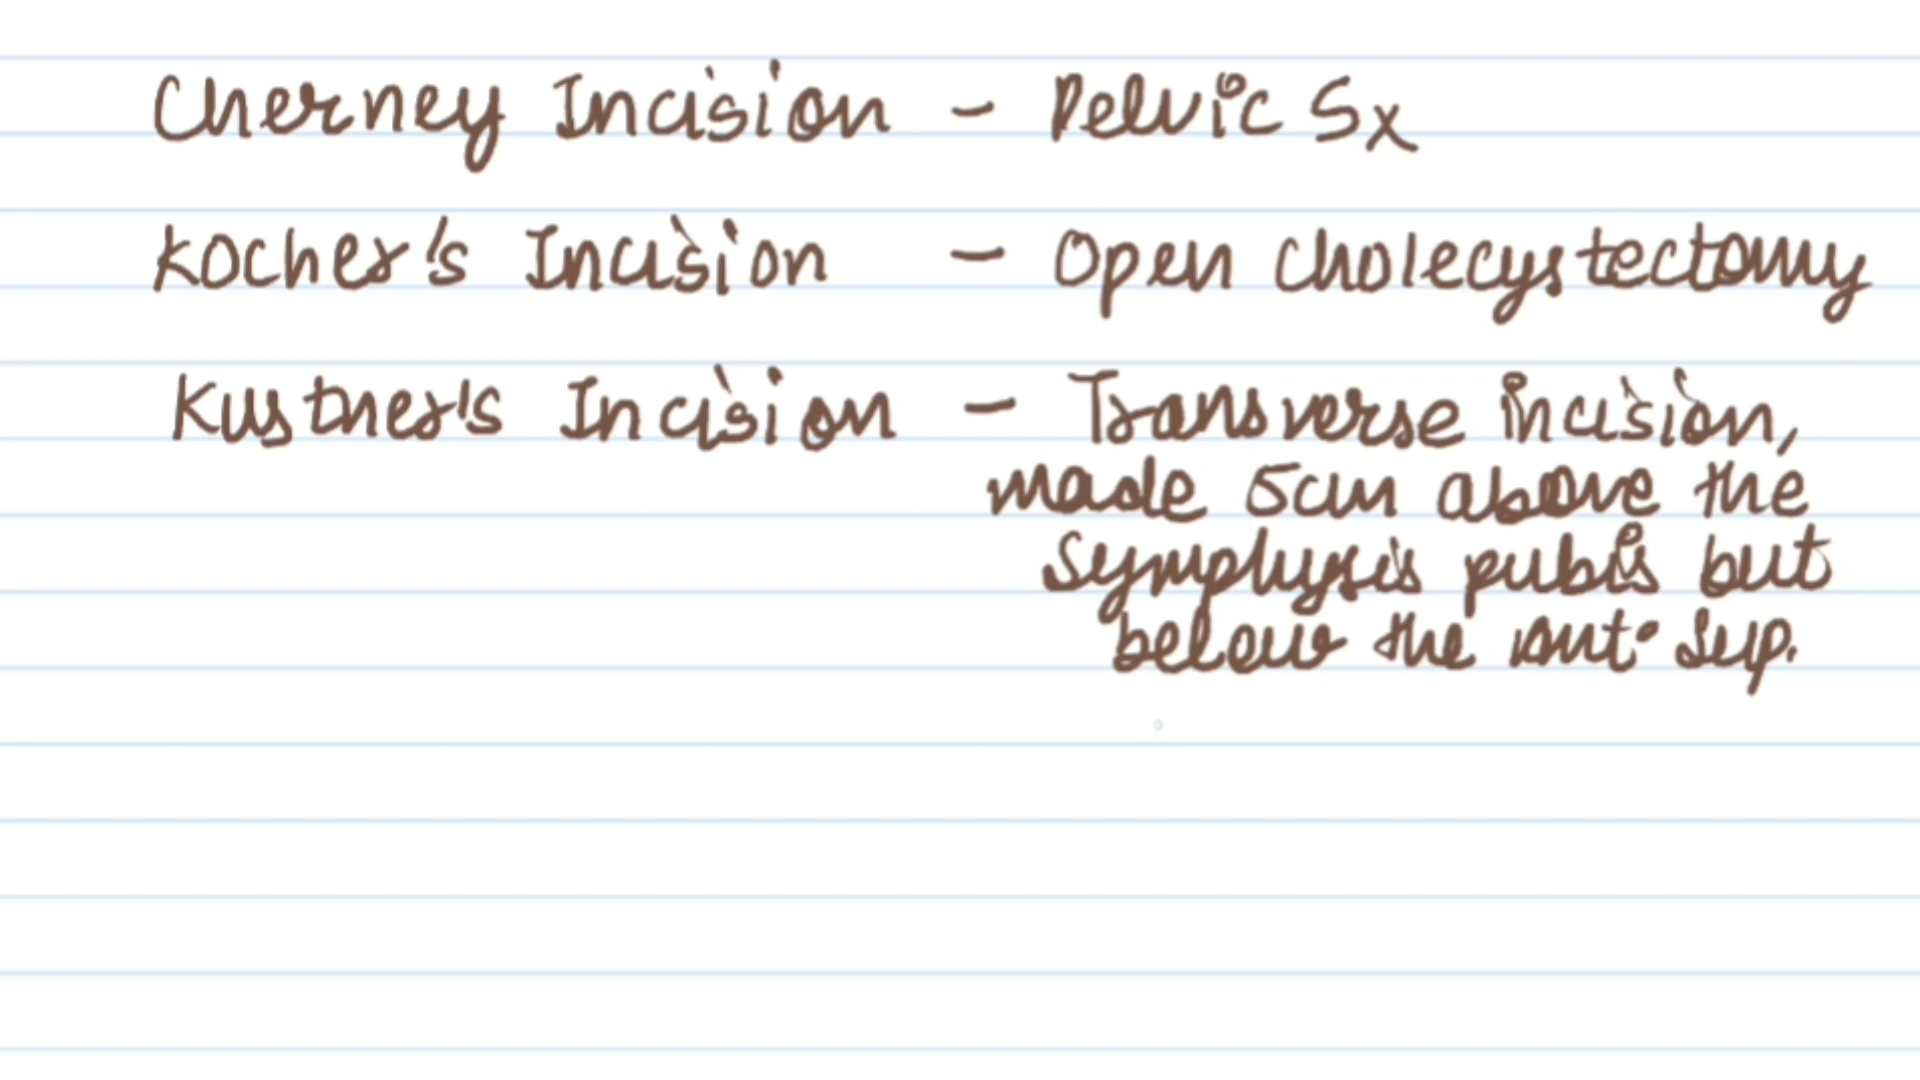 Cherney Incision - Pelvic Sx
Kocher's Incision - Open cholecystectomy
Kustner's Incision - Transverse incision,
made 5cm above the
symphysis pubis but
below the ant. sup.